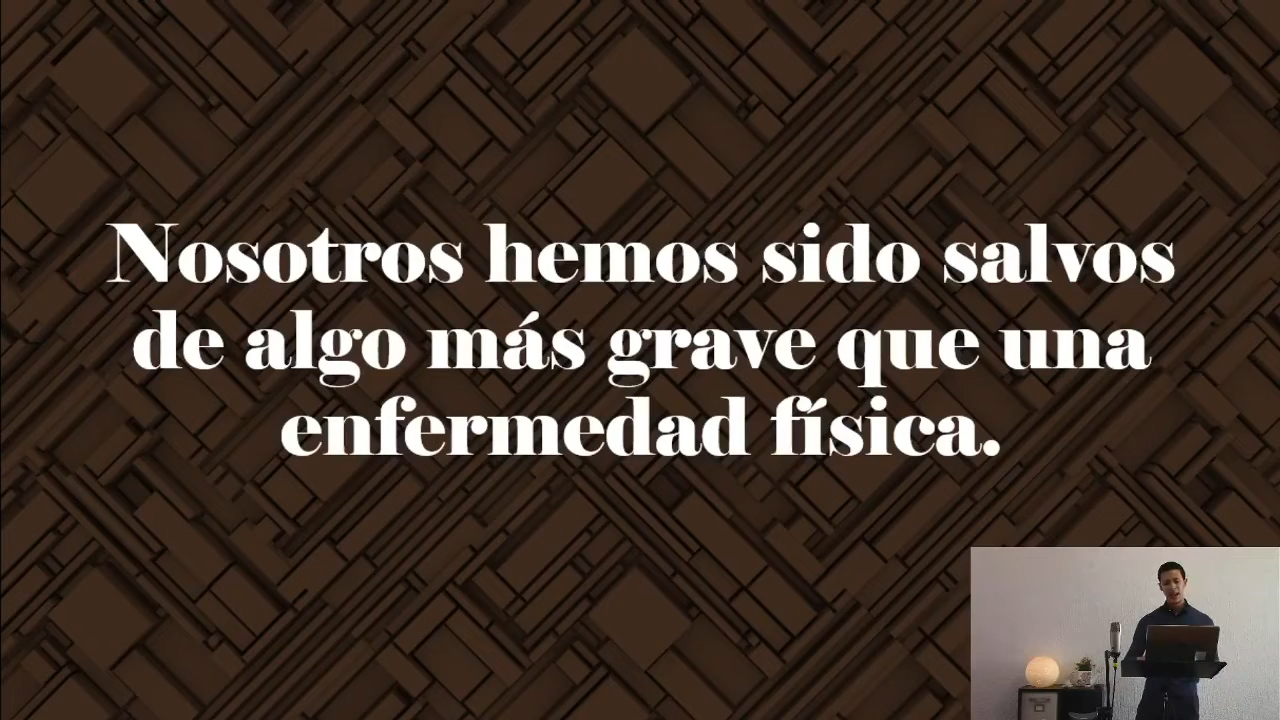 Nosotros hemos sido salvos
de algo más grave que una
enfermedad física.